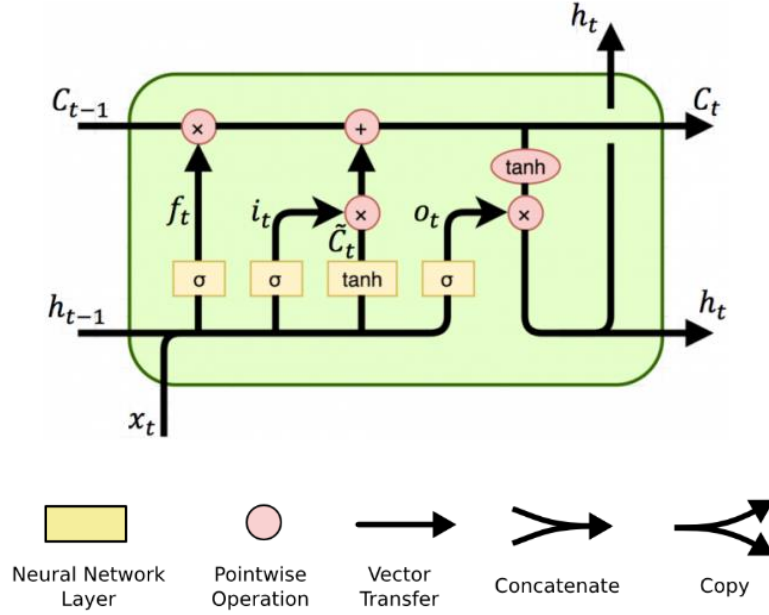 h_t
C_{t-1}
C_t
×
+
tanh
f_t
i_t
×
o_t
×
C̃_t
σ
σ
tanh
σ
h_{t-1}
h_t
x_t
Neural Network
Layer
Pointwise
Operation
Vector
Transfer
Concatenate
Copy